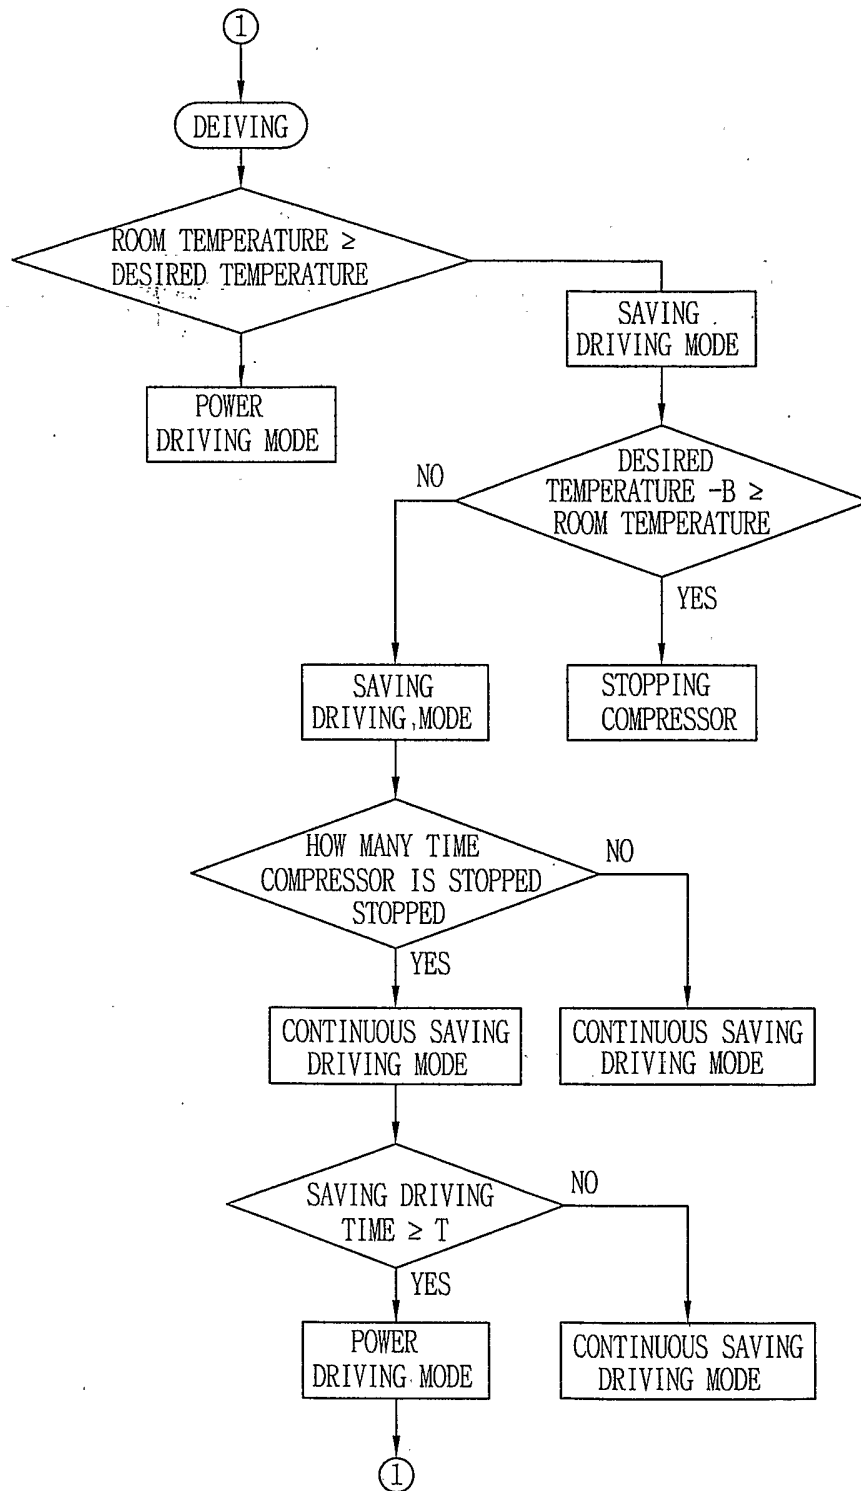 1
DEIVING
ROOM TEMPERATURE ≥
DESIRED TEMPERATURE
SAVING
DRIVING MODE
POWER
DRIVING MODE
DESIRED
TEMPERATURE -B ≥
ROOM TEMPERATURE
NO
YES
SAVING
DRIVING MODE
STOPPING
COMPRESSOR
HOW MANY TIME
COMPRESSOR IS STOPPED
STOPPED
NO
YES
CONTINUOUS SAVING
DRIVING MODE
CONTINUOUS SAVING
DRIVING MODE
SAVING DRIVING
TIME ≥ T
NO
YES
POWER
DRIVING MODE
CONTINUOUS SAVING
DRIVING MODE
1